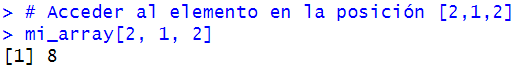 > # Acceder al elemento en la posición [2,1,2]
> mi_array[2, 1, 2]
[1] 8